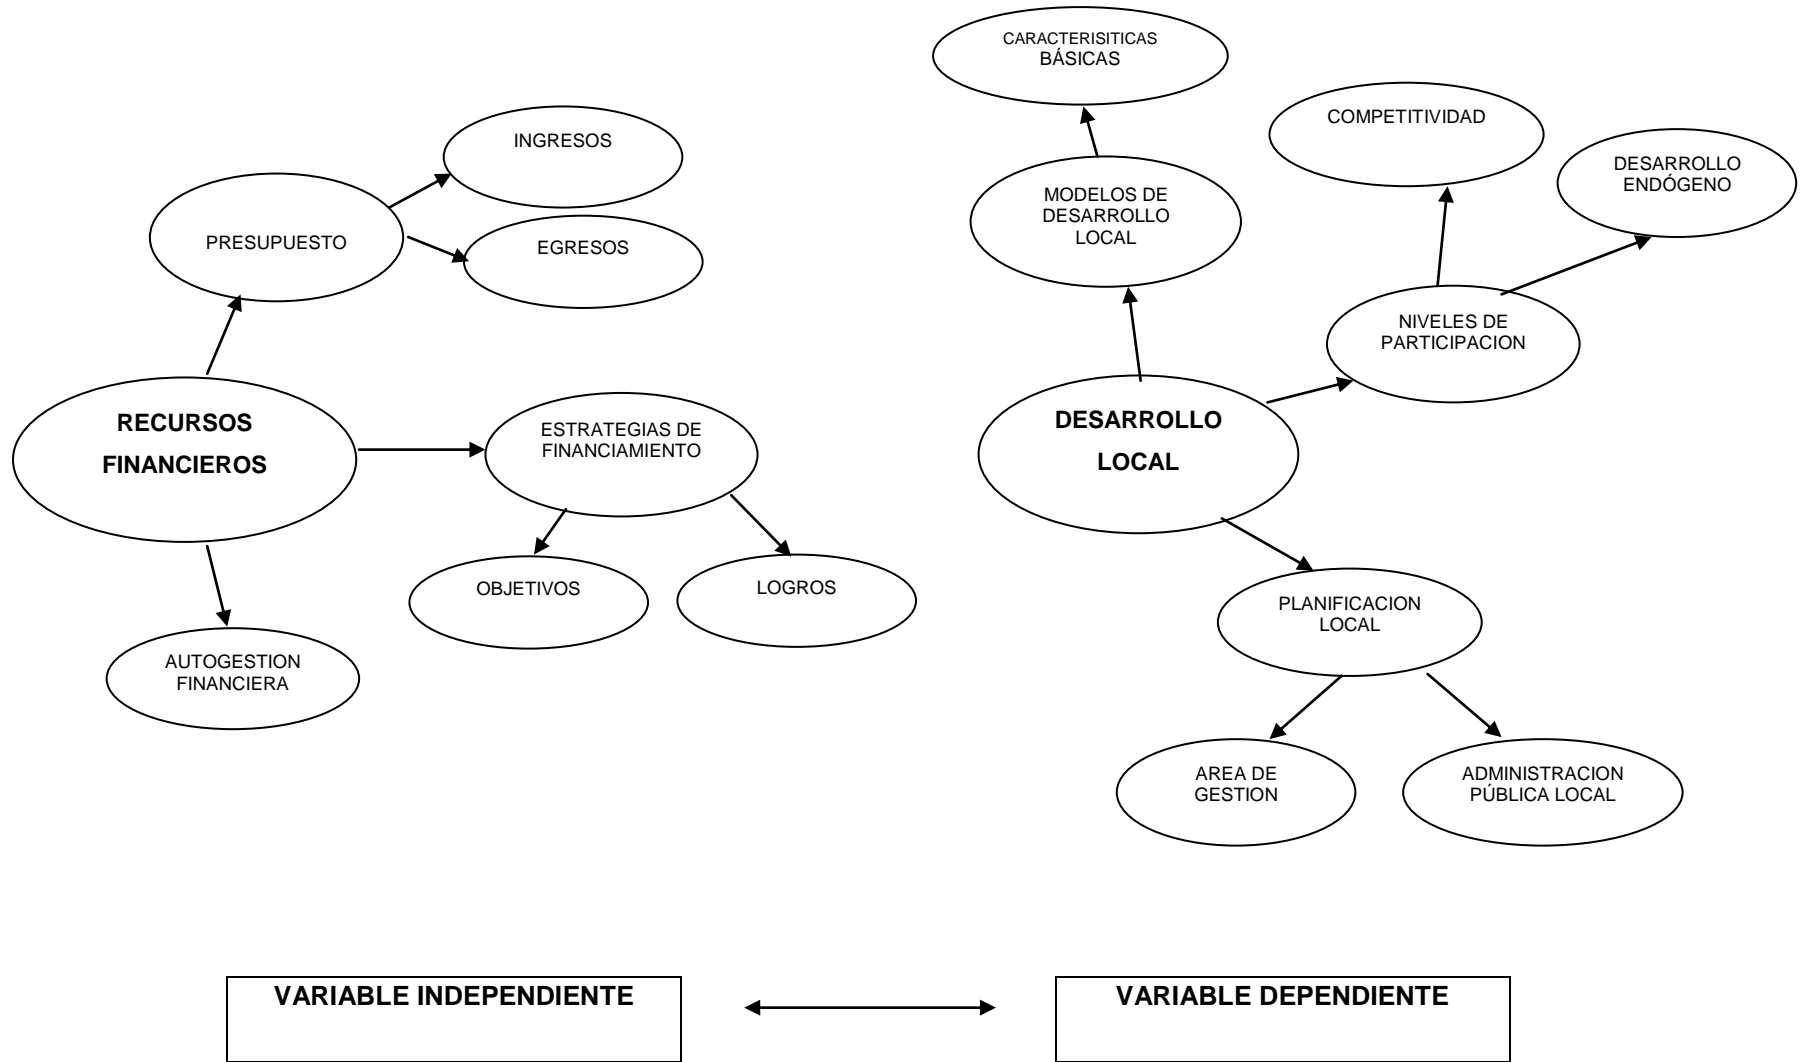 INGRESOS
EGRESOS
PRESUPUESTO
RECURSOS
FINANCIEROS
ESTRATEGIAS DE
FINANCIAMIENTO
OBJETIVOS
LOGROS
AUTOGESTION
FINANCIERA
CARACTERISITICAS
BÁSICAS
MODELOS DE
DESARROLLO
LOCAL
COMPETITIVIDAD
DESARROLLO
ENDÓGENO
NIVELES DE
PARTICIPACION
DESARROLLO
LOCAL
PLANIFICACION
LOCAL
AREA DE
GESTION
ADMINISTRACION
PÚBLICA LOCAL
VARIABLE INDEPENDIENTE
VARIABLE DEPENDIENTE